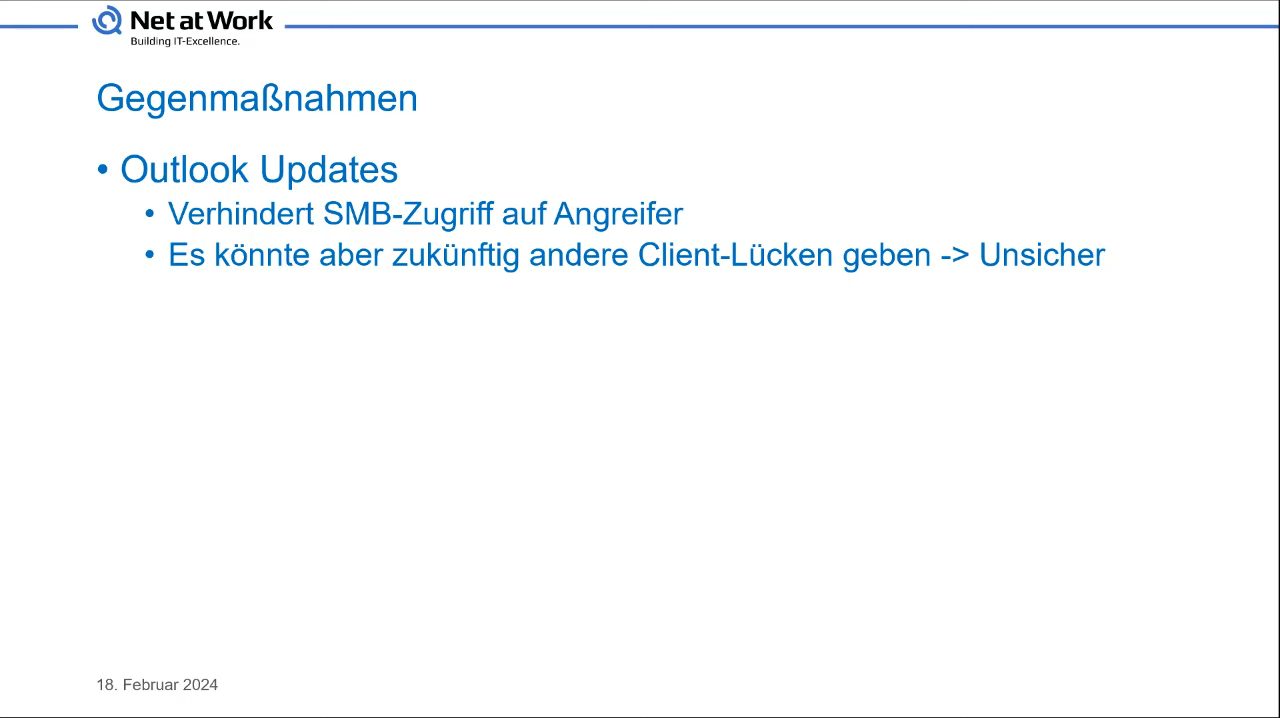 Net at Work
Building IT-Excellence.
Gegenmaßnahmen
• Outlook Updates
• Verhindert SMB-Zugriff auf Angreifer
• Es könnte aber zukünftig andere Client-Lücken geben -> Unsicher
18. Februar 2024